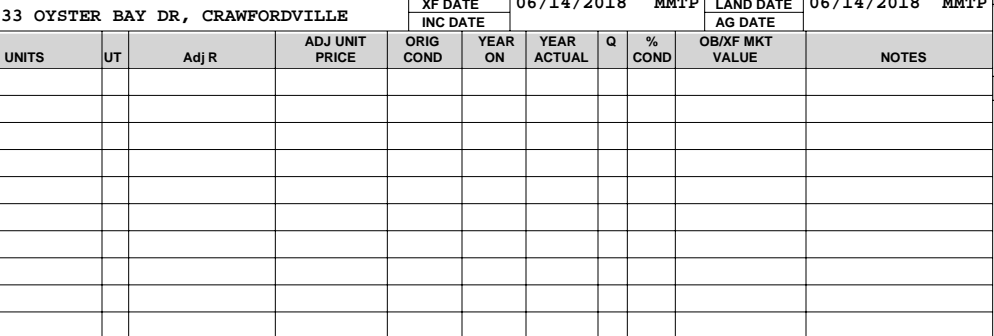 XF DATE 06/14/2018 MMTP LAND DATE 06/14/2018 MMTP
33 OYSTER BAY DR, CRAWFORDVILLE
INC DATE AG DATE
UNITS UT Adj R ADJ UNIT PRICE ORIG COND YEAR ON YEAR ACTUAL Q % COND OB/XF MKT VALUE NOTES